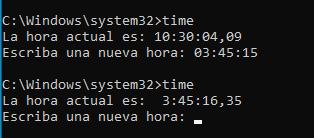 C:\Windows\system32>time
La hora actual es: 10:30:04,09
Escriba una nueva hora: 03:45:15
C:\Windows\system32>time
La hora actual es:  3:45:16,35
Escriba una nueva hora: